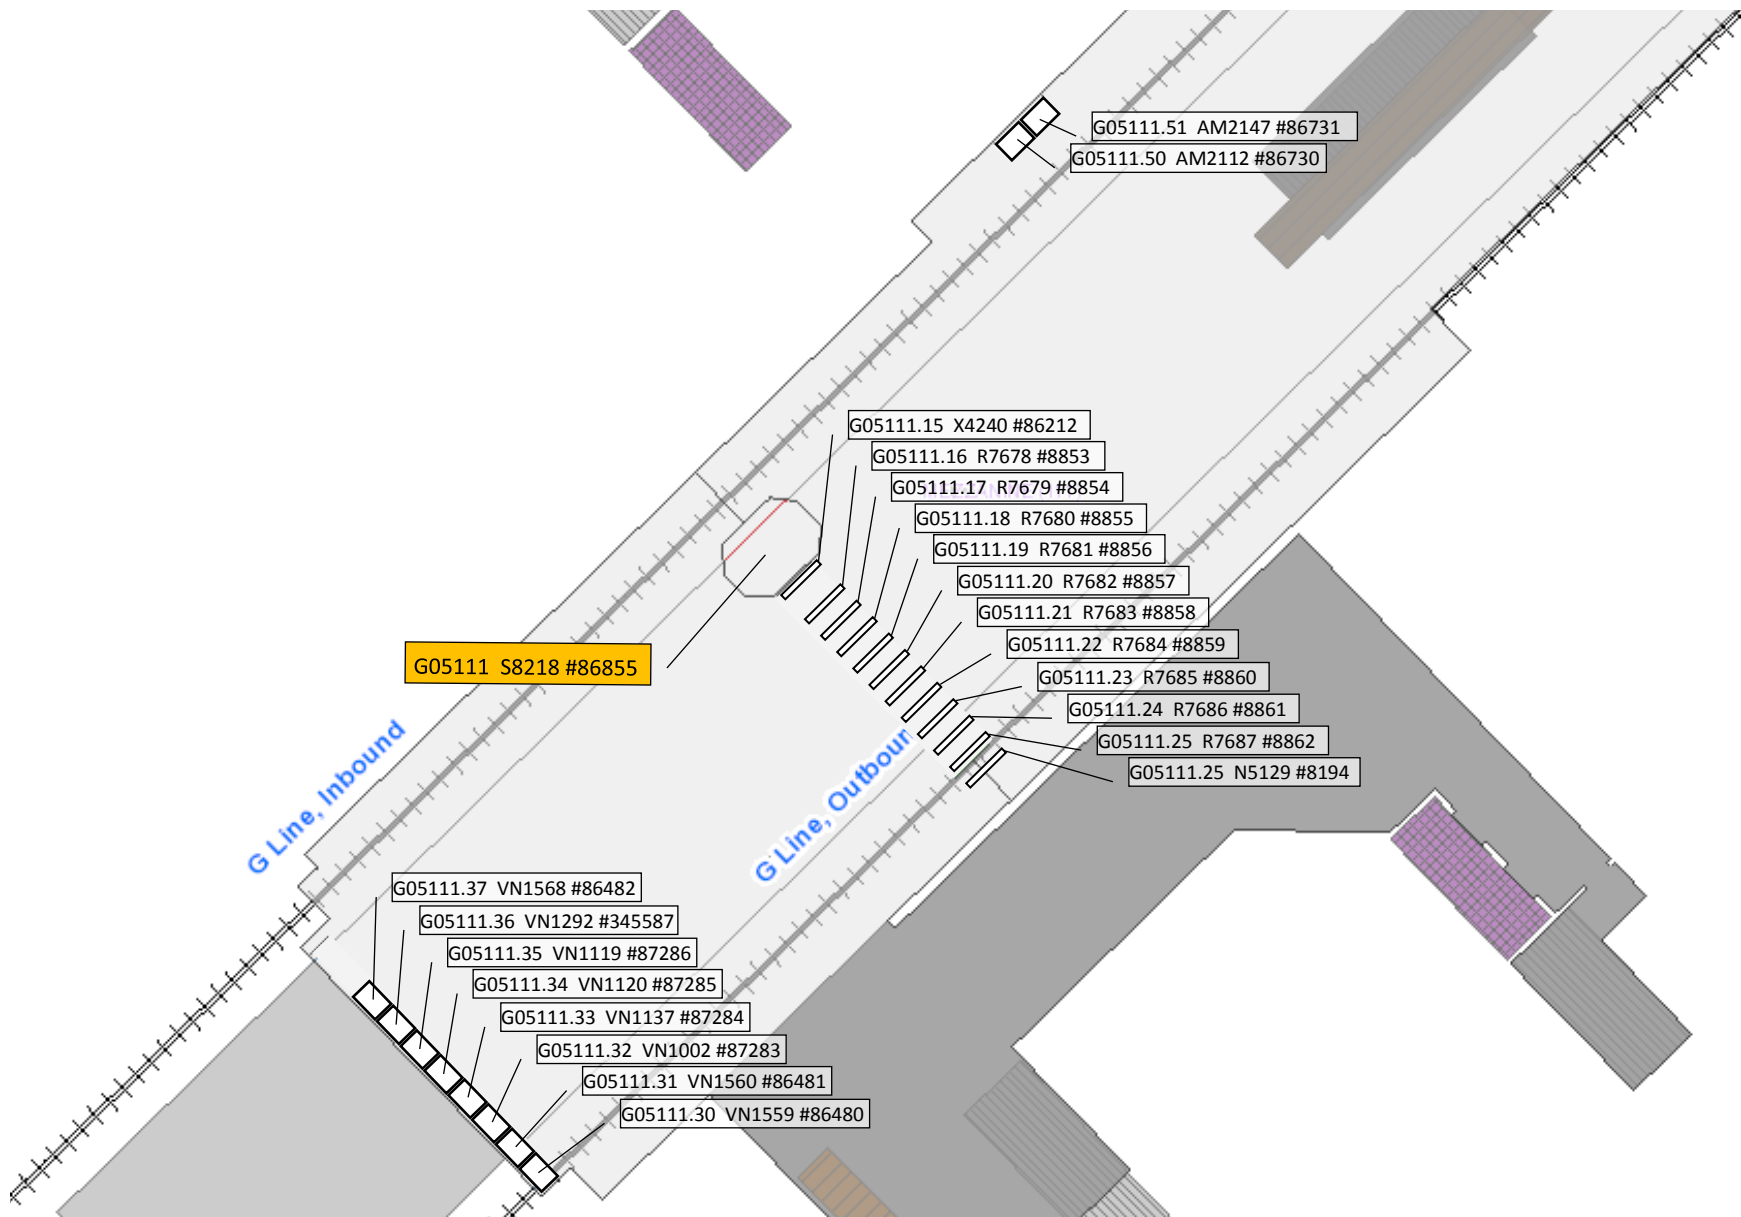 G05111.51 AM2147 #86731
G05111.50 AM2112 #86730
G05111.15 X4240 #86212
G05111.16 R7678 #8853
G05111.17 R7679 #8854
G05111.18 R7680 #8855
G05111.19 R7681 #8856
G05111.20 R7682 #8857
G05111.21 R7683 #8858
G05111.22 R7684 #8859
G05111 S8218 #86855
G05111.23 R7685 #8860
G05111.24 R7686 #8861
G05111.25 R7687 #8862
G05111.25 N5129 #8194
G Line, Inbound
G Line, Outboun
G05111.37 VN1568 #86482
G05111.36 VN1292 #345587
G05111.35 VN1119 #87286
G05111.34 VN1120 #87285
G05111.33 VN1137 #87284
G05111.32 VN1002 #87283
G05111.31 VN1560 #86481
G05111.30 VN1559 #86480